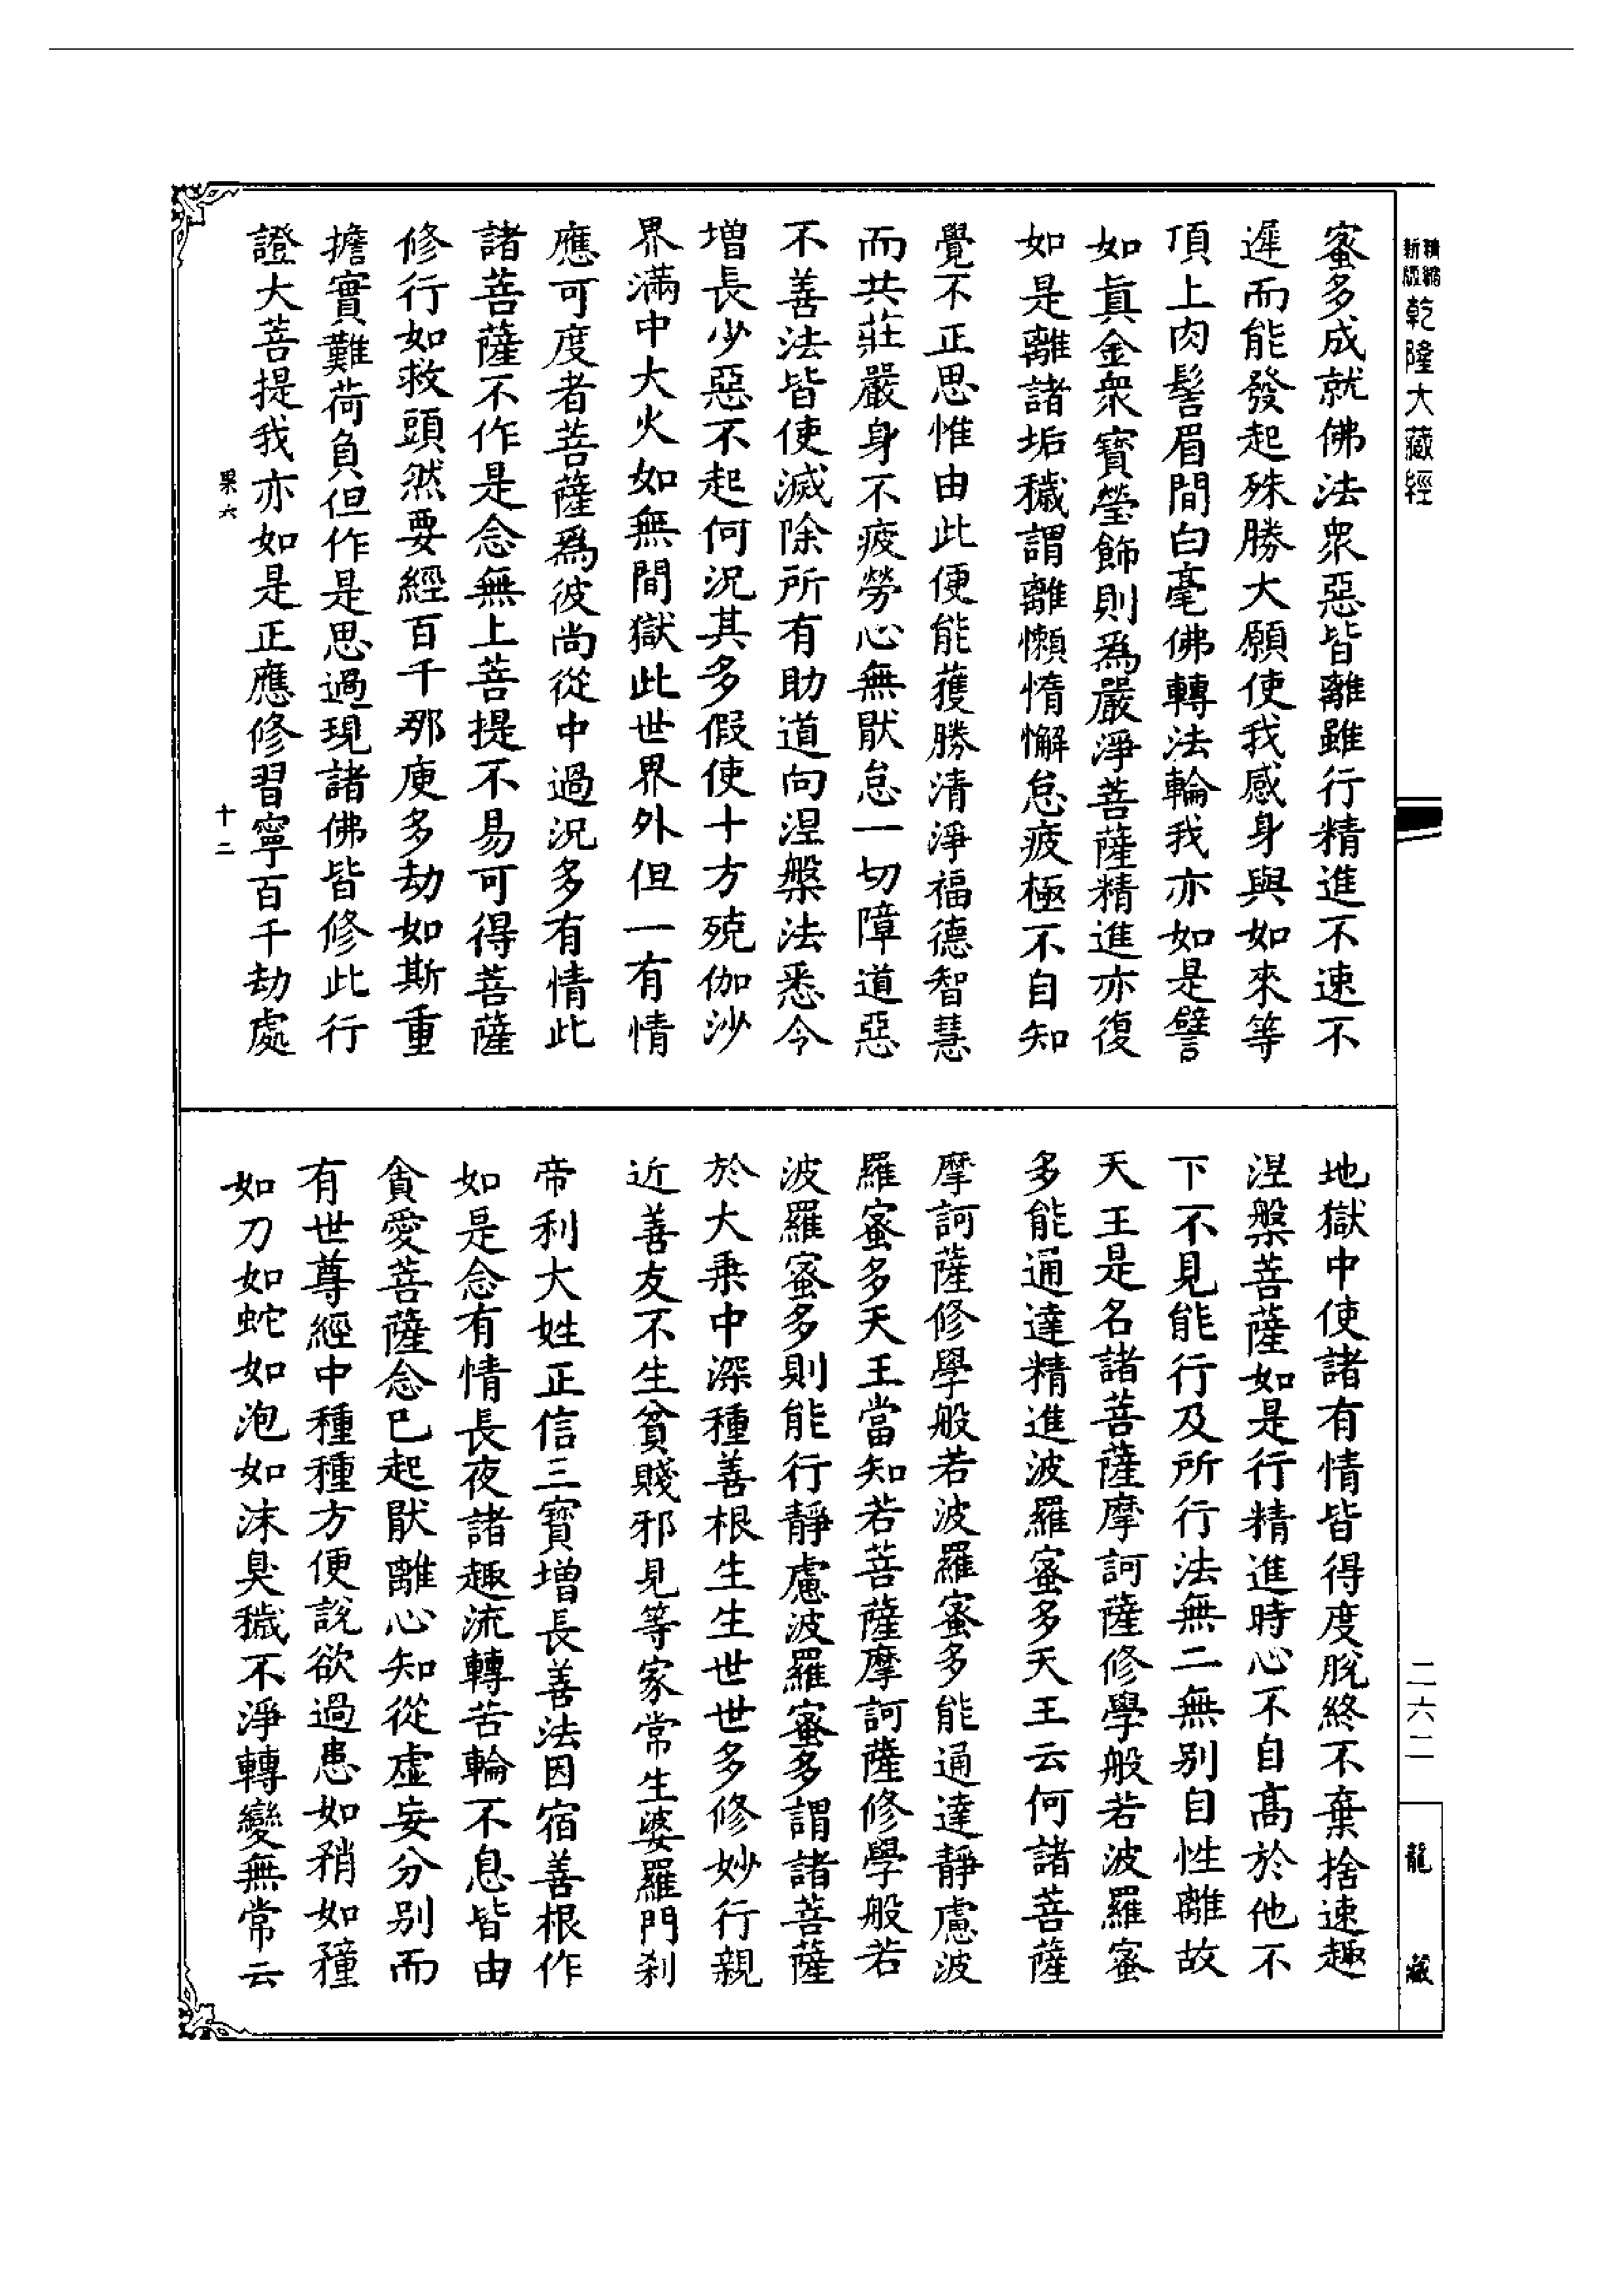 精縮
新版
乾隆大藏經
蜜多成就佛法衆惡皆離雖行精進不速不
遲而能發起殊勝大願使我感身與如來等
頂上肉髻眉間白毫佛轉法輪我亦如是譬
如眞金衆寶瑩飾則爲嚴淨菩薩精進亦復
如是離諸垢穢謂離懶惰懈怠疲極不自知
覺不正思惟由此便能獲勝清淨福德智慧
而共莊嚴身不疲勞心無猒怠一切障道惡
不善法皆使滅除所有助道向涅槃法悉令
增長少惡不起何況其多假使十方殑伽沙
界滿中大火如無間獄此世界外但一有情
應可度者菩薩爲彼尚從中過況多有情此
諸菩薩不作是念無上菩提不易可得菩薩
修行如救頭然要經百千那庾多劫如斯重
擔實難荷負但作是思過現諸佛皆修此行
證大菩提我亦如是正應修習寧百千劫處
果六
十二
地獄中使諸有情皆得度脫終不棄捨速趣
涅槃菩薩如是行精進時心不自高於他不
下不見能行及所行法無二無別自性離故
天王是名諸菩薩摩訶薩修學般若波羅蜜
多能通達精進波羅蜜多天王云何諸菩薩
摩訶薩修學般若波羅蜜多能通達靜慮波
羅蜜多天王當知若菩薩摩訶薩修學般若
波羅蜜多則能行靜慮波羅蜜多謂諸菩薩
於大乘中深種善根生生世世多修妙行親
近善友不生貧賤邪見等家常生婆羅門刹
帝利大姓正信三寶增長善法因宿善根作
如是念有情長夜諸趣流轉苦輪不息皆由
貪愛菩薩念已起猒離心知從虛妄分別而
有世尊經中種種方便說欲過患如矟如穜
如刀如蛇如泡如沫臭穢不淨轉變無常云
二六二
龍藏